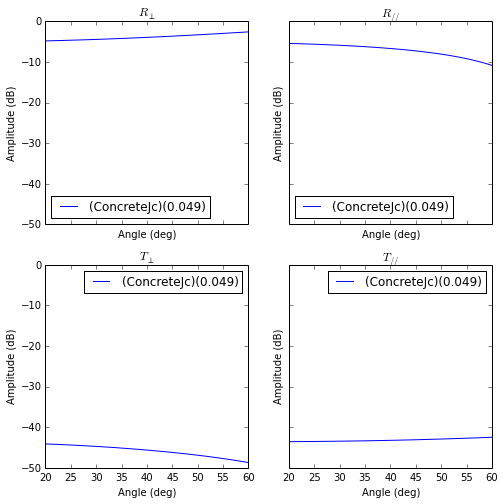 R⊥
R//
0
−10
−20
−30
−40
−50
Amplitude (dB)
Amplitude (dB)
(ConcreteJc)(0.049)
(ConcreteJc)(0.049)
Angle (deg)
Angle (deg)
T⊥
T//
0
−10
−20
−30
−40
−50
Amplitude (dB)
Amplitude (dB)
(ConcreteJc)(0.049)
(ConcreteJc)(0.049)
20 25 30 35 40 45 50 55 60
20 25 30 35 40 45 50 55 60
Angle (deg)
Angle (deg)